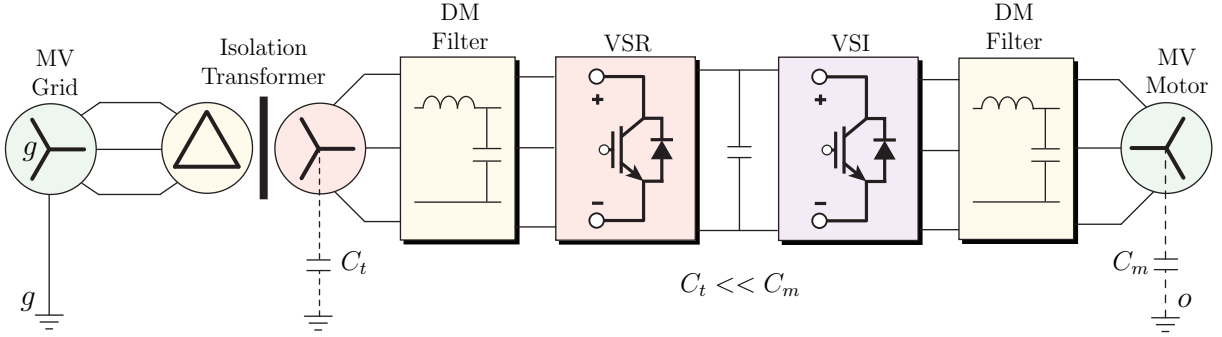 MV
Grid
Isolation
Transformer
DM
Filter
VSR
VSI
DM
Filter
MV
Motor
g
+
+
−
−
C_t
C_t << C_m
C_m
g
o